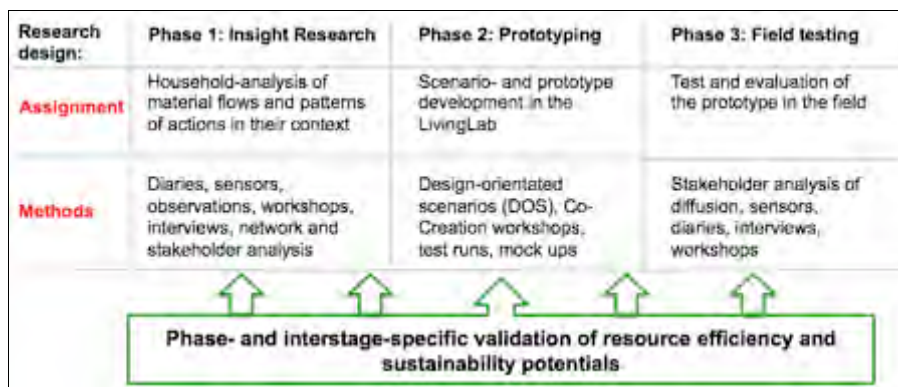 Research design:
Phase 1: Insight Research
Phase 2: Prototyping
Phase 3: Field testing
Assignment
Household-analysis of
material flows and patterns
of actions in their context
Scenario- and prototype
development in the
LivingLab
Test and evaluation of
the prototype in the field
Methods
Diaries, sensors,
observations, workshops,
interviews, network and
stakeholder analysis
Design-orientated
scenarios (DOS), Co-
Creation workshops,
test runs, mock ups
Stakeholder analysis of
diffusion, sensors,
diaries, interviews,
workshops
Phase- and interstage-specific validation of resource efficiency and
sustainability potentials